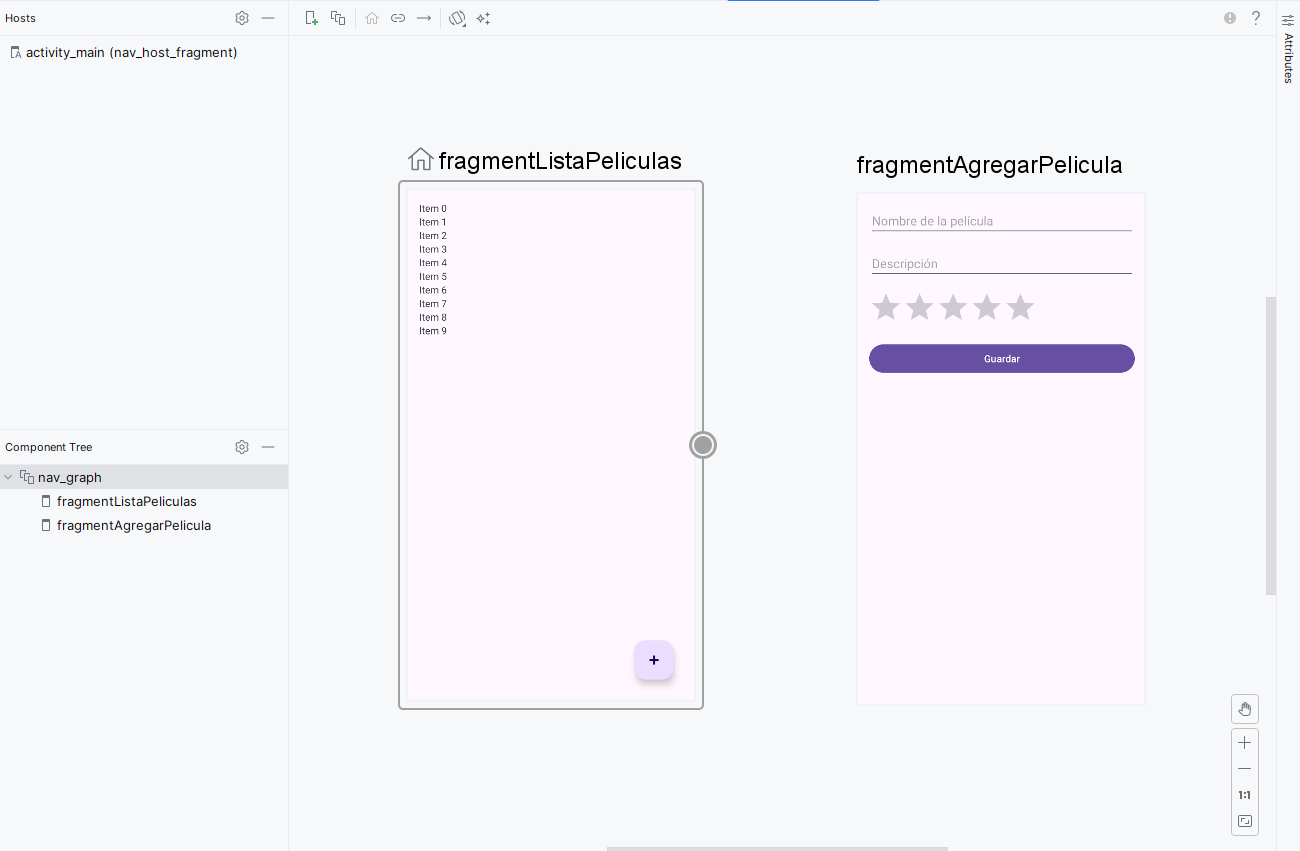 Hosts
activity_main (nav_host_fragment)
Component Tree
nav_graph
fragmentListaPeliculas
fragmentAgregarPelicula
fragmentListaPeliculas
Item 0
Item 1
Item 2
Item 3
Item 4
Item 5
Item 6
Item 7
Item 8
Item 9
+
fragmentAgregarPelicula
Nombre de la película
Descripción
Guardar
1:1
Attributes